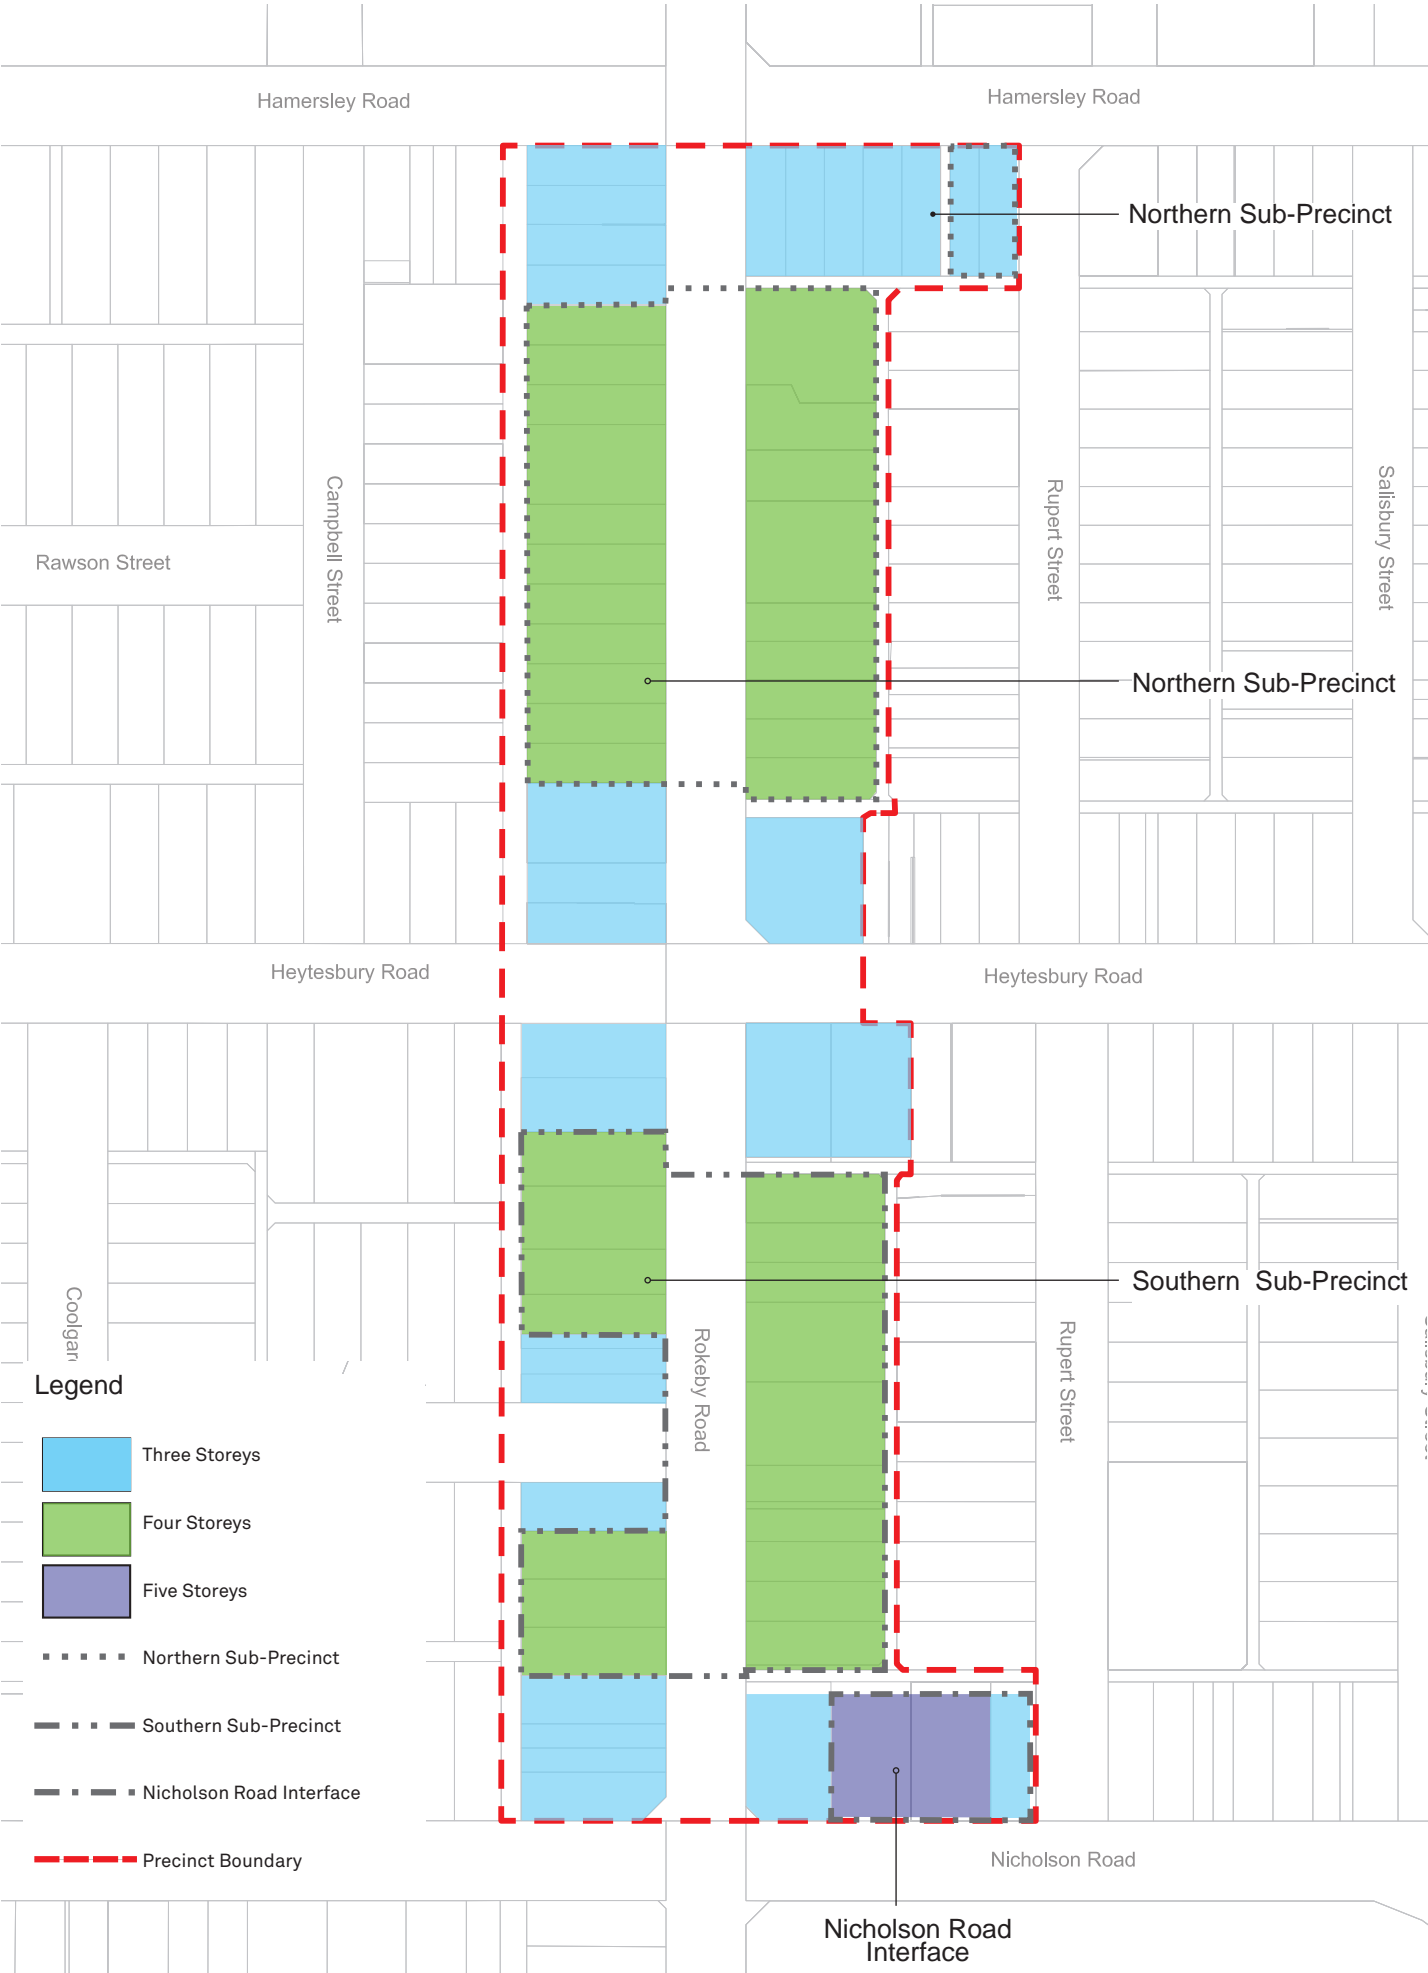 Hamersley Road
Hamersley Road
Northern Sub-Precinct
Campbell Street
Rupert Street
Salisbury Street
Rawson Street
Northern Sub-Precinct
Heytesbury Road
Heytesbury Road
Southern Sub-Precinct
Rokeby Road
Rupert Street
Legend
Three Storeys
Four Storeys
Five Storeys
Northern Sub-Precinct
Southern Sub-Precinct
Nicholson Road Interface
Precinct Boundary
Nicholson Road
Nicholson Road
Interface